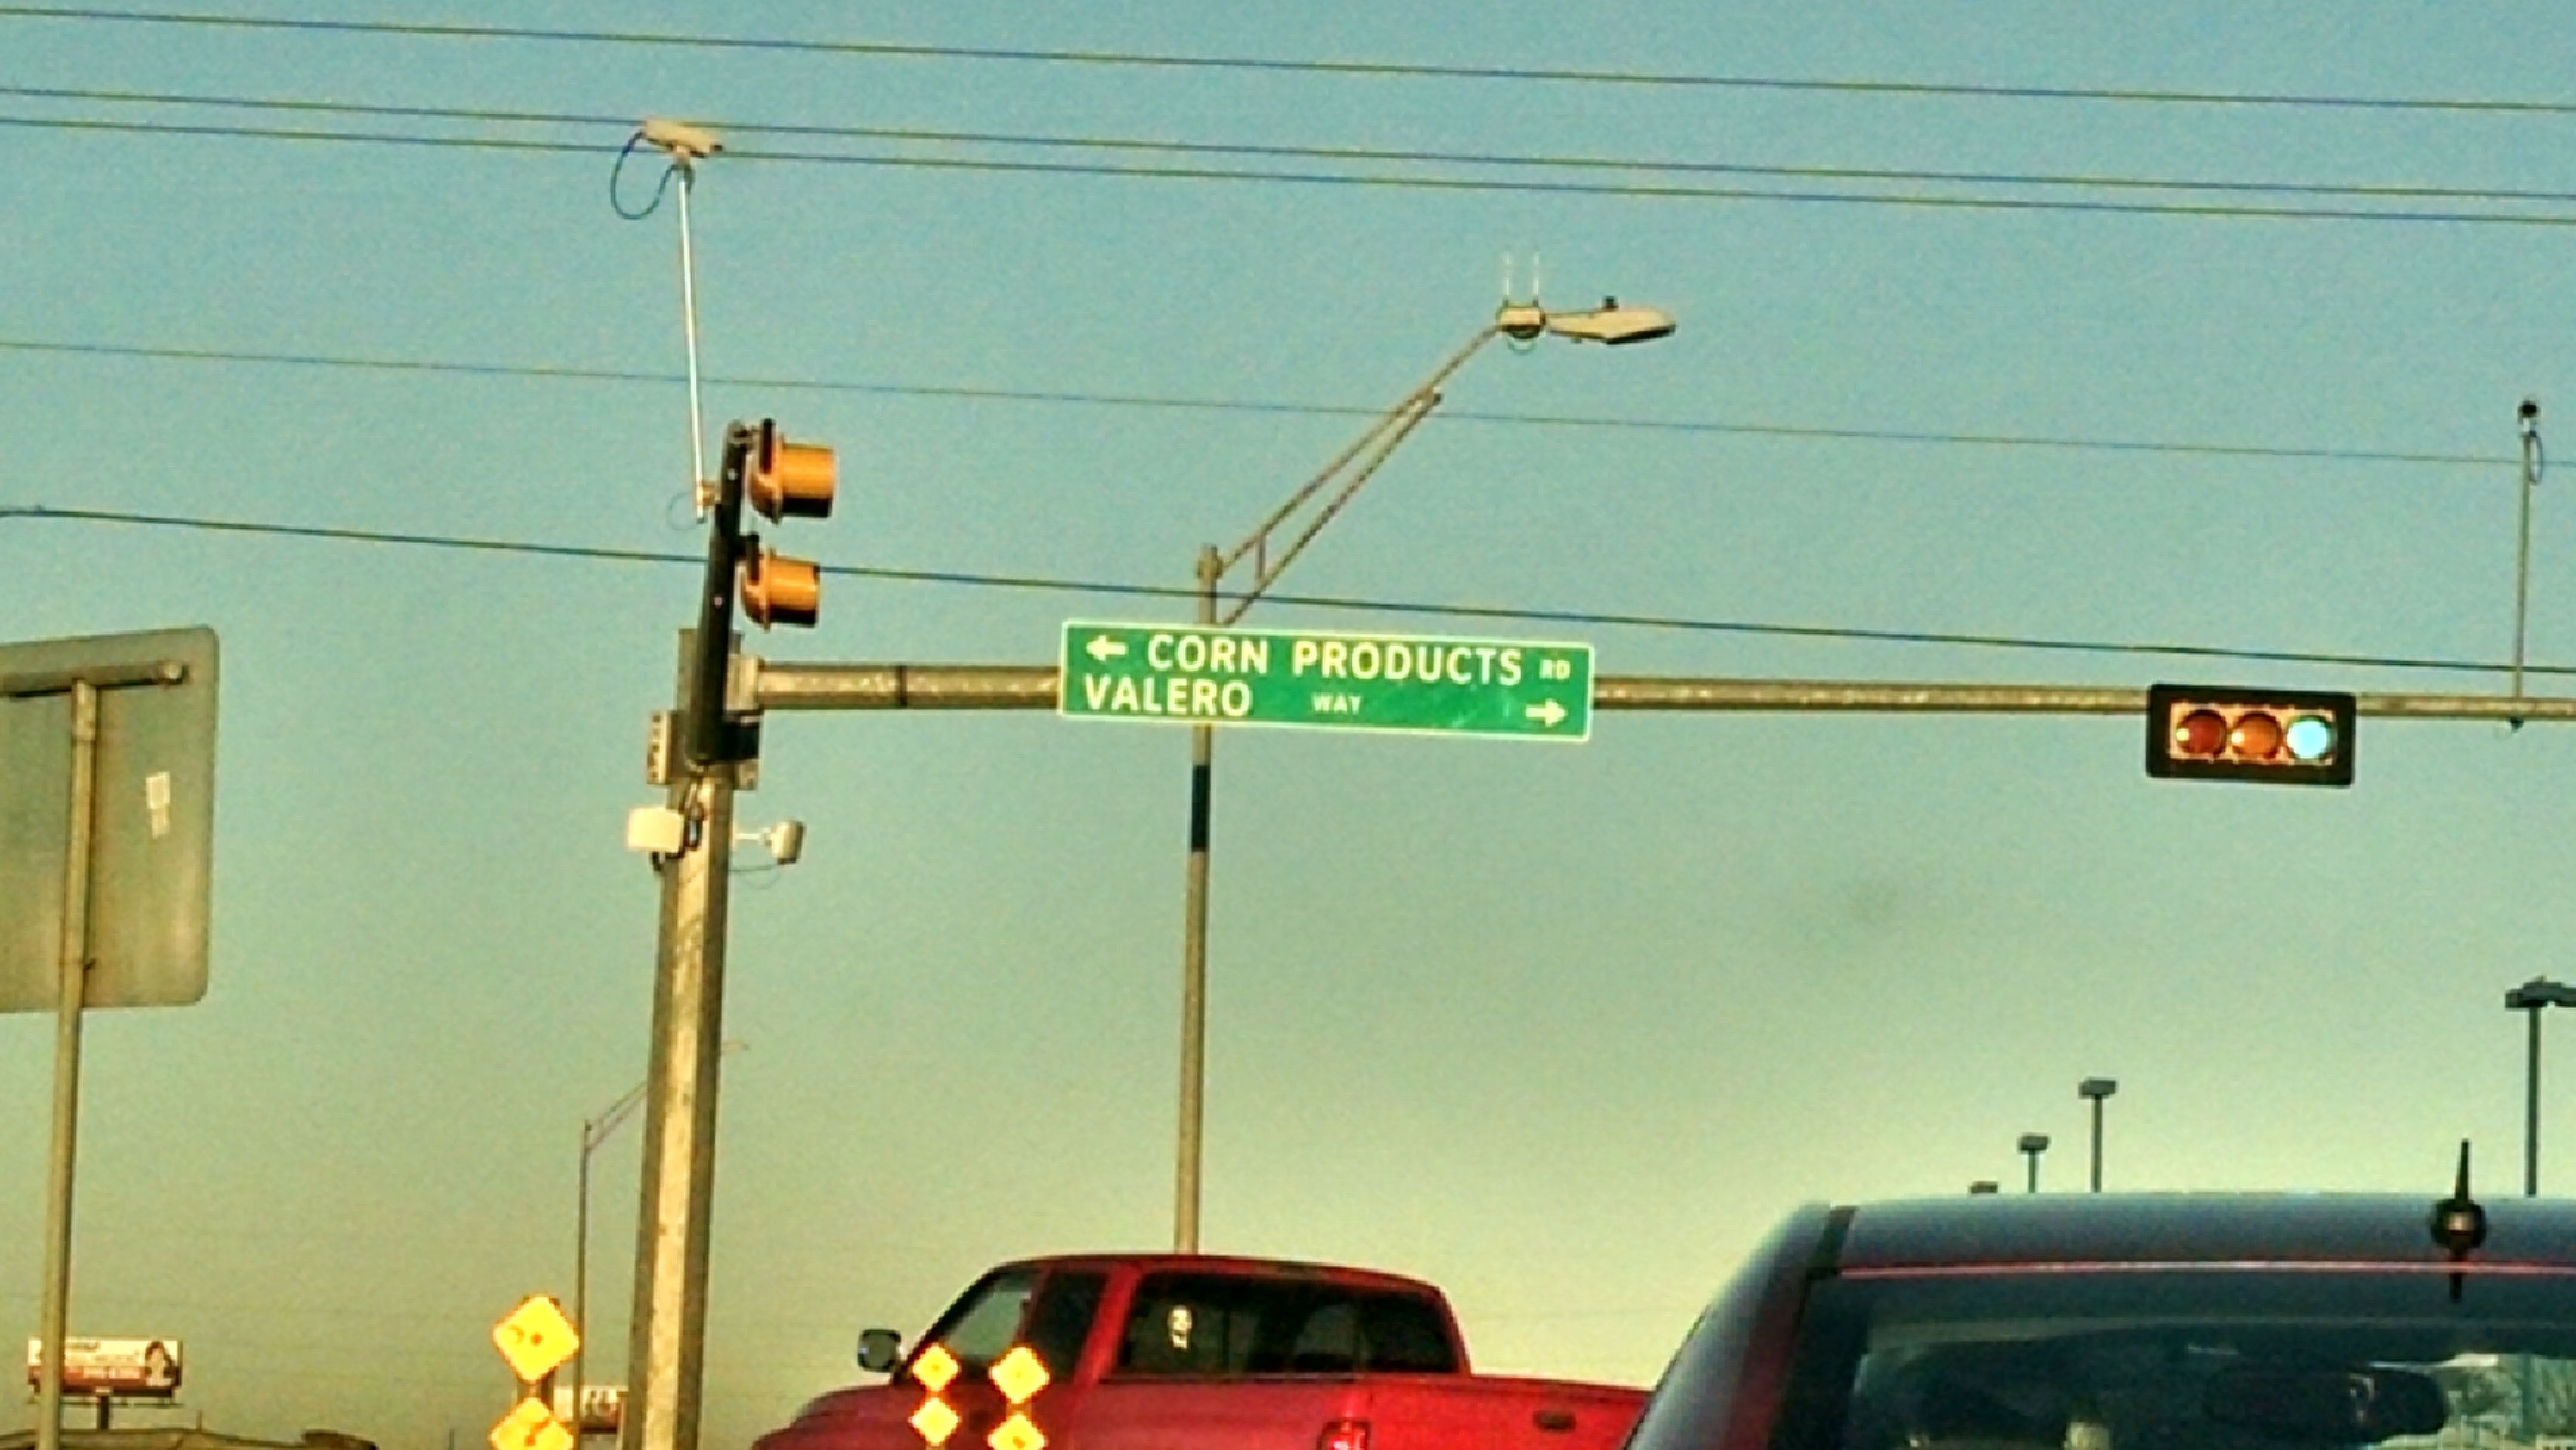 ← CORN PRODUCTS RD
VALERO WAY →